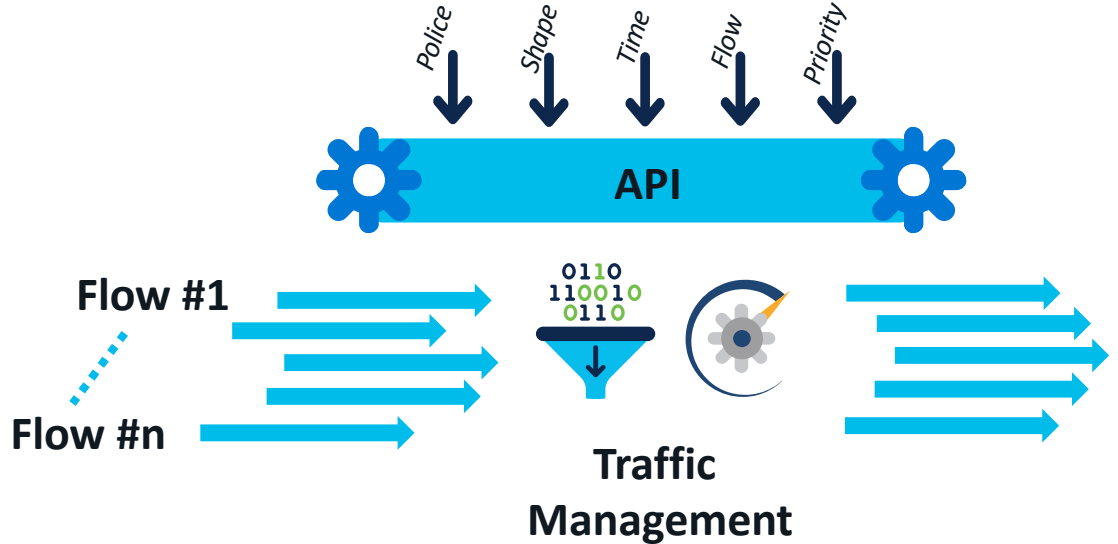 Police
Shape
Time
Flow
Priority
API
Flow #1
0110
110010
0110
Flow #n
Traffic
Management